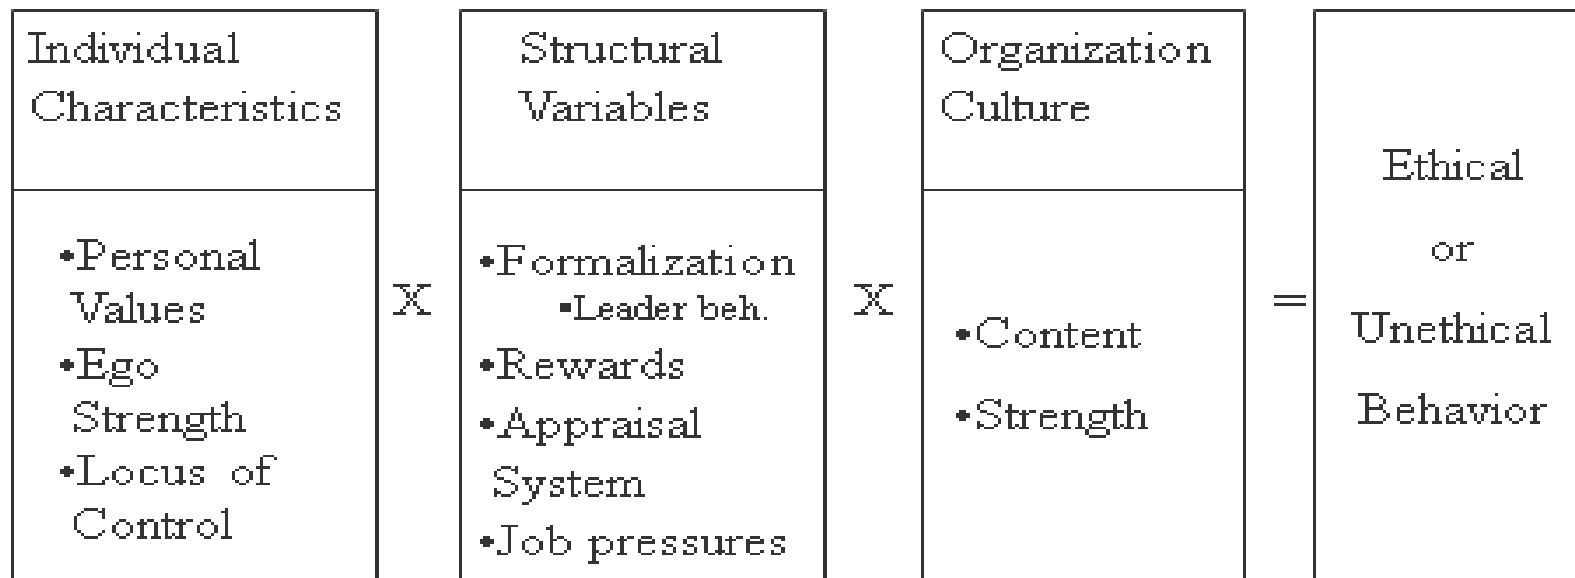 Individual
Characteristics
•Personal
Values
•Ego
Strength
•Locus of
Control
X
Structural
Variables
•Formalization
•Leader beh.
•Rewards
•Appraisal
System
•Job pressures
X
Organization
Culture
•Content
•Strength
=
Ethical
or
Unethical
Behavior